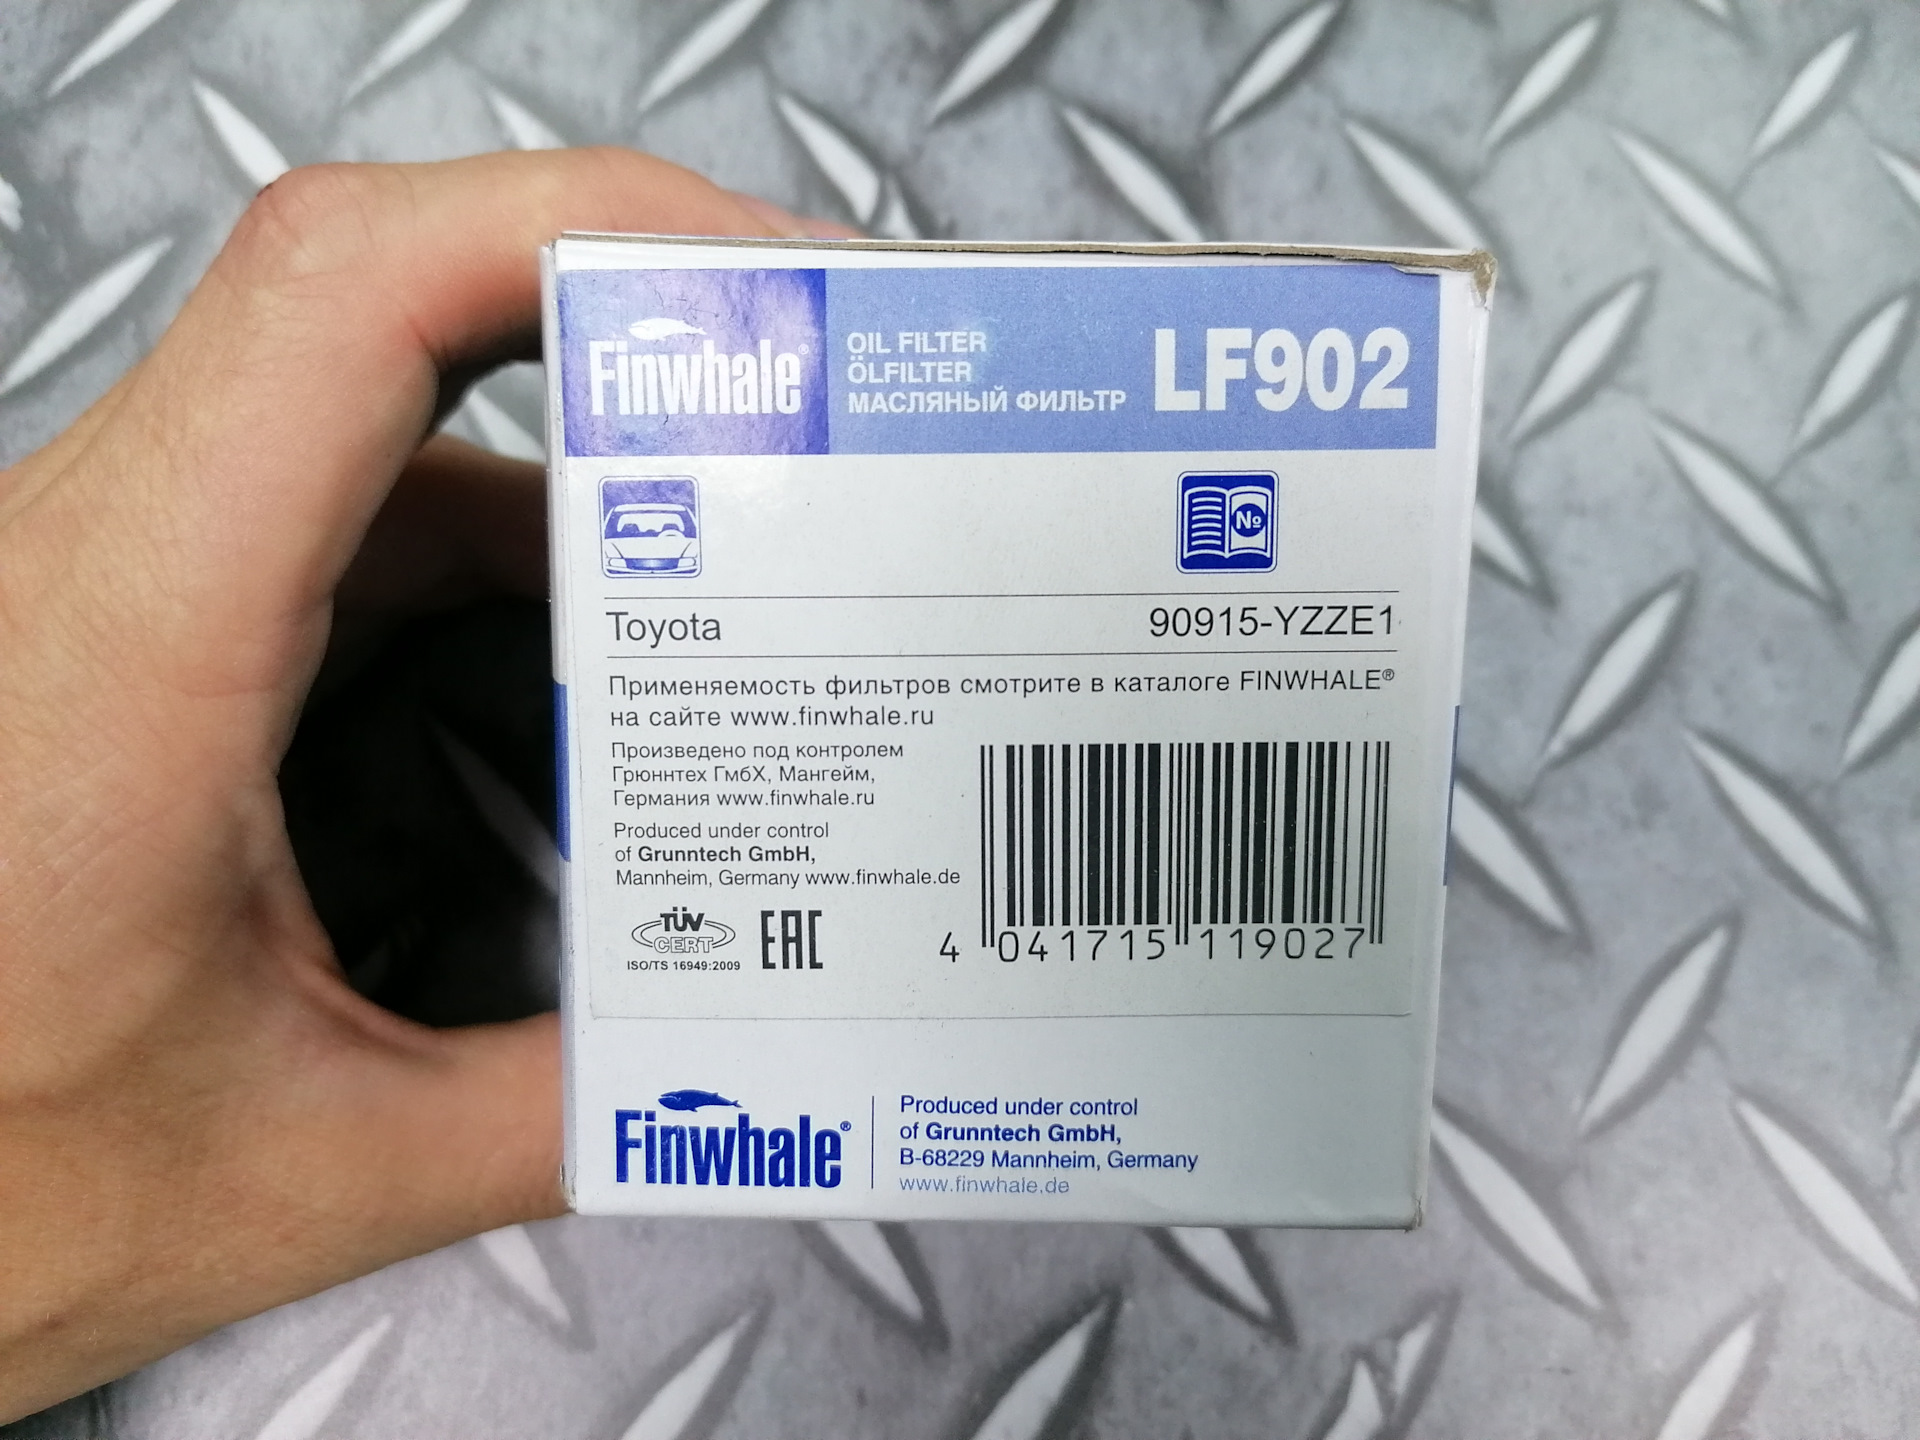 Finwhale®
OIL FILTER
ÖLFILTER
МАСЛЯНЫЙ ФИЛЬТР
LF902
№
Toyota 90915-YZZE1
Применяемость фильтров смотрите в каталоге FINWHALE®
на сайте www.finwhale.ru
Произведено под контролем
Грюннтех ГмбХ, Мангейм,
Германия www.finwhale.ru
Produced under control
of Grunntech GmbH,
Mannheim, Germany www.finwhale.de
TÜV
CERT
ISO/TS 16949:2009
EAC
4 041715 119027
Finwhale®
Produced under control
of Grunntech GmbH,
B-68229 Mannheim, Germany
www.finwhale.de